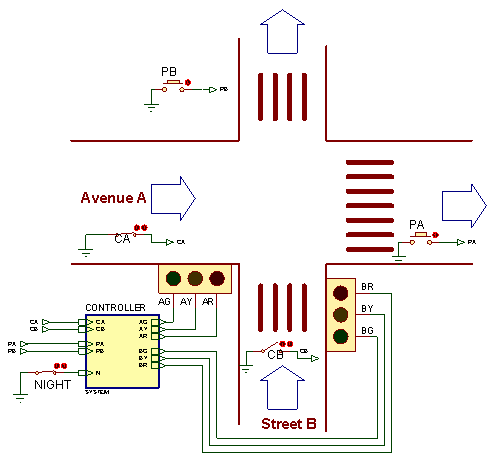 PB
PB
Avenue A
CA
CA
PA
PA
AG AY AR
BR
BY
BG
CONTROLLER
CA
CB
PA
PB
CA
CB
PA
PB
N
AG
AY
AR
BG
BY
BR
NIGHT
SYSTEM
CB
CB
Street B